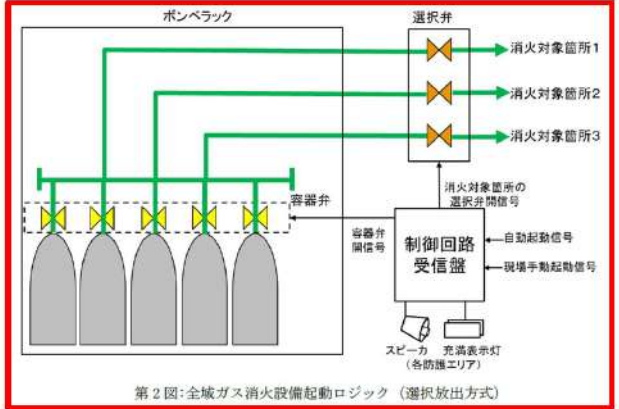 ボンベラック
選択弁
消火対象箇所1
消火対象箇所2
消火対象箇所3
容器弁
消火対象箇所の
選択弁開信号
容器弁
開信号
制御回路
受信盤
自動起動信号
現場手動起動信号
スピーカ 充満表示灯
(各防護エリア)
第2図:全域ガス消火設備起動ロジック(選択放出方式)